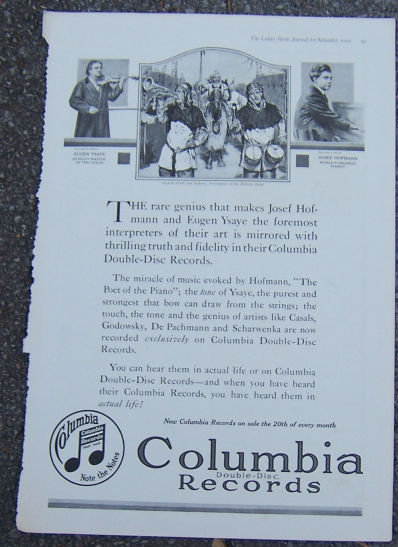 The Ladies Home Journal for November,
EUGEN YSAYE
WORLD'S MASTER
OF THE VIOLIN
JOSEF HOFMANN
WORLD'S GREATEST
PIANIST
THE rare genius that makes Josef Hof-
mann and Eugen Ysaye the foremost
interpreters of their art is mirrored with
thrilling truth and fidelity in their Columbia
Double-Disc Records.
The miracle of music evoked by Hofmann, "The
Poet of the Piano"; the tone of Ysaye, the purest and
strongest that bow can draw from the strings; the
touch, the tone and the genius of artists like Casals,
Godowsky, De Pachmann and Scharwenka are now
recorded exclusively on Columbia Double-Disc
Records.
You can hear them in actual life or on Columbia
Double-Disc Records—and when you have heard
their Columbia Records, you have heard them in
actual life!
New Columbia Records on sale the 20th of every month
Columbia
Columbia
Records
Note the Notes
Columbia
Double-Disc
Records